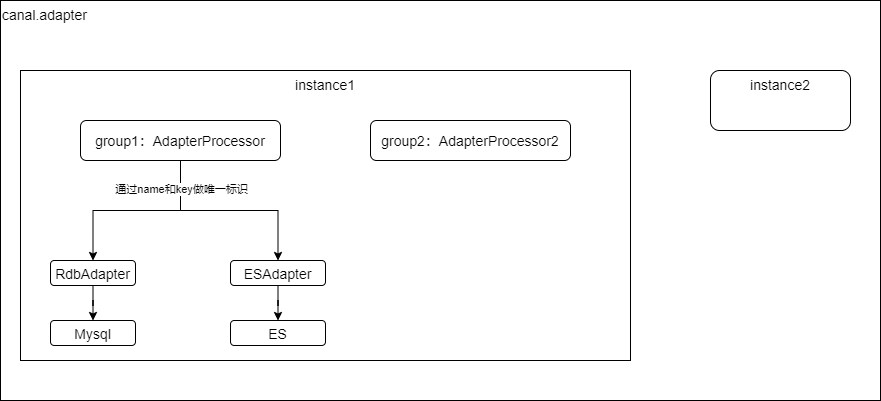 canal.adapter
instance1
instance2
group1：AdapterProcessor
group2：AdapterProcessor2
通过name和key做唯一标识
RdbAdapter
ESAdapter
Mysql
ES